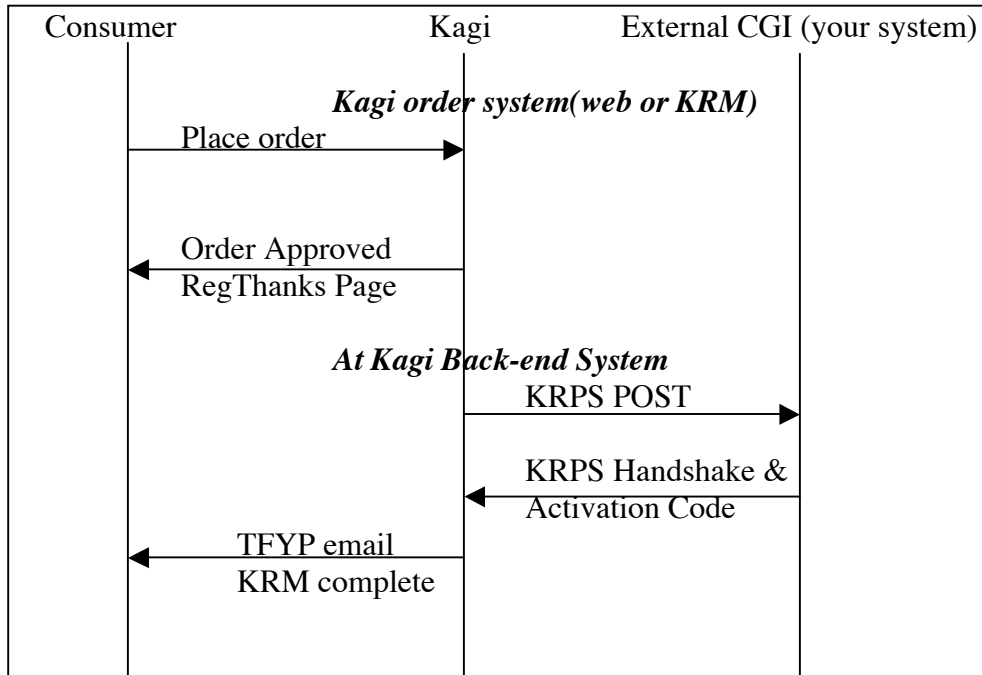 Consumer
Kagi
External CGI (your system)
Kagi order system(web or KRM)
Place order
Order Approved
RegThanks Page
At Kagi Back-end System
KRPS POST
KRPS Handshake &
Activation Code
TFYP email
KRM complete